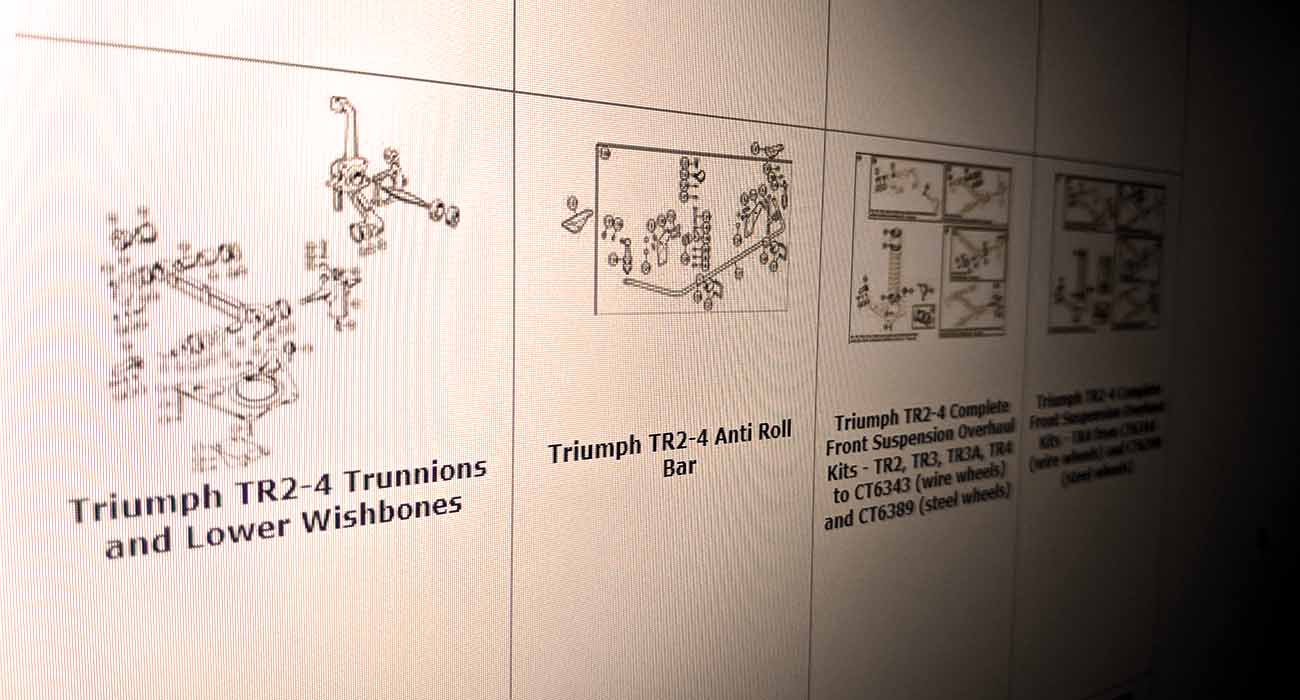 Triumph TR2-4 Trunnions
and Lower Wishbones
Triumph TR2-4 Anti Roll
Bar
Triumph TR2-4 Complete
Front Suspension Overhaul
Kits - TR2, TR3, TR3A, TR4
to CT6343 (wire wheels)
and CT6389 (steel wheels)
Triumph TR2-4 Complete
Front Suspension Overhaul
Kits - TR4 from
(wire wheels) and
(steel wheels)